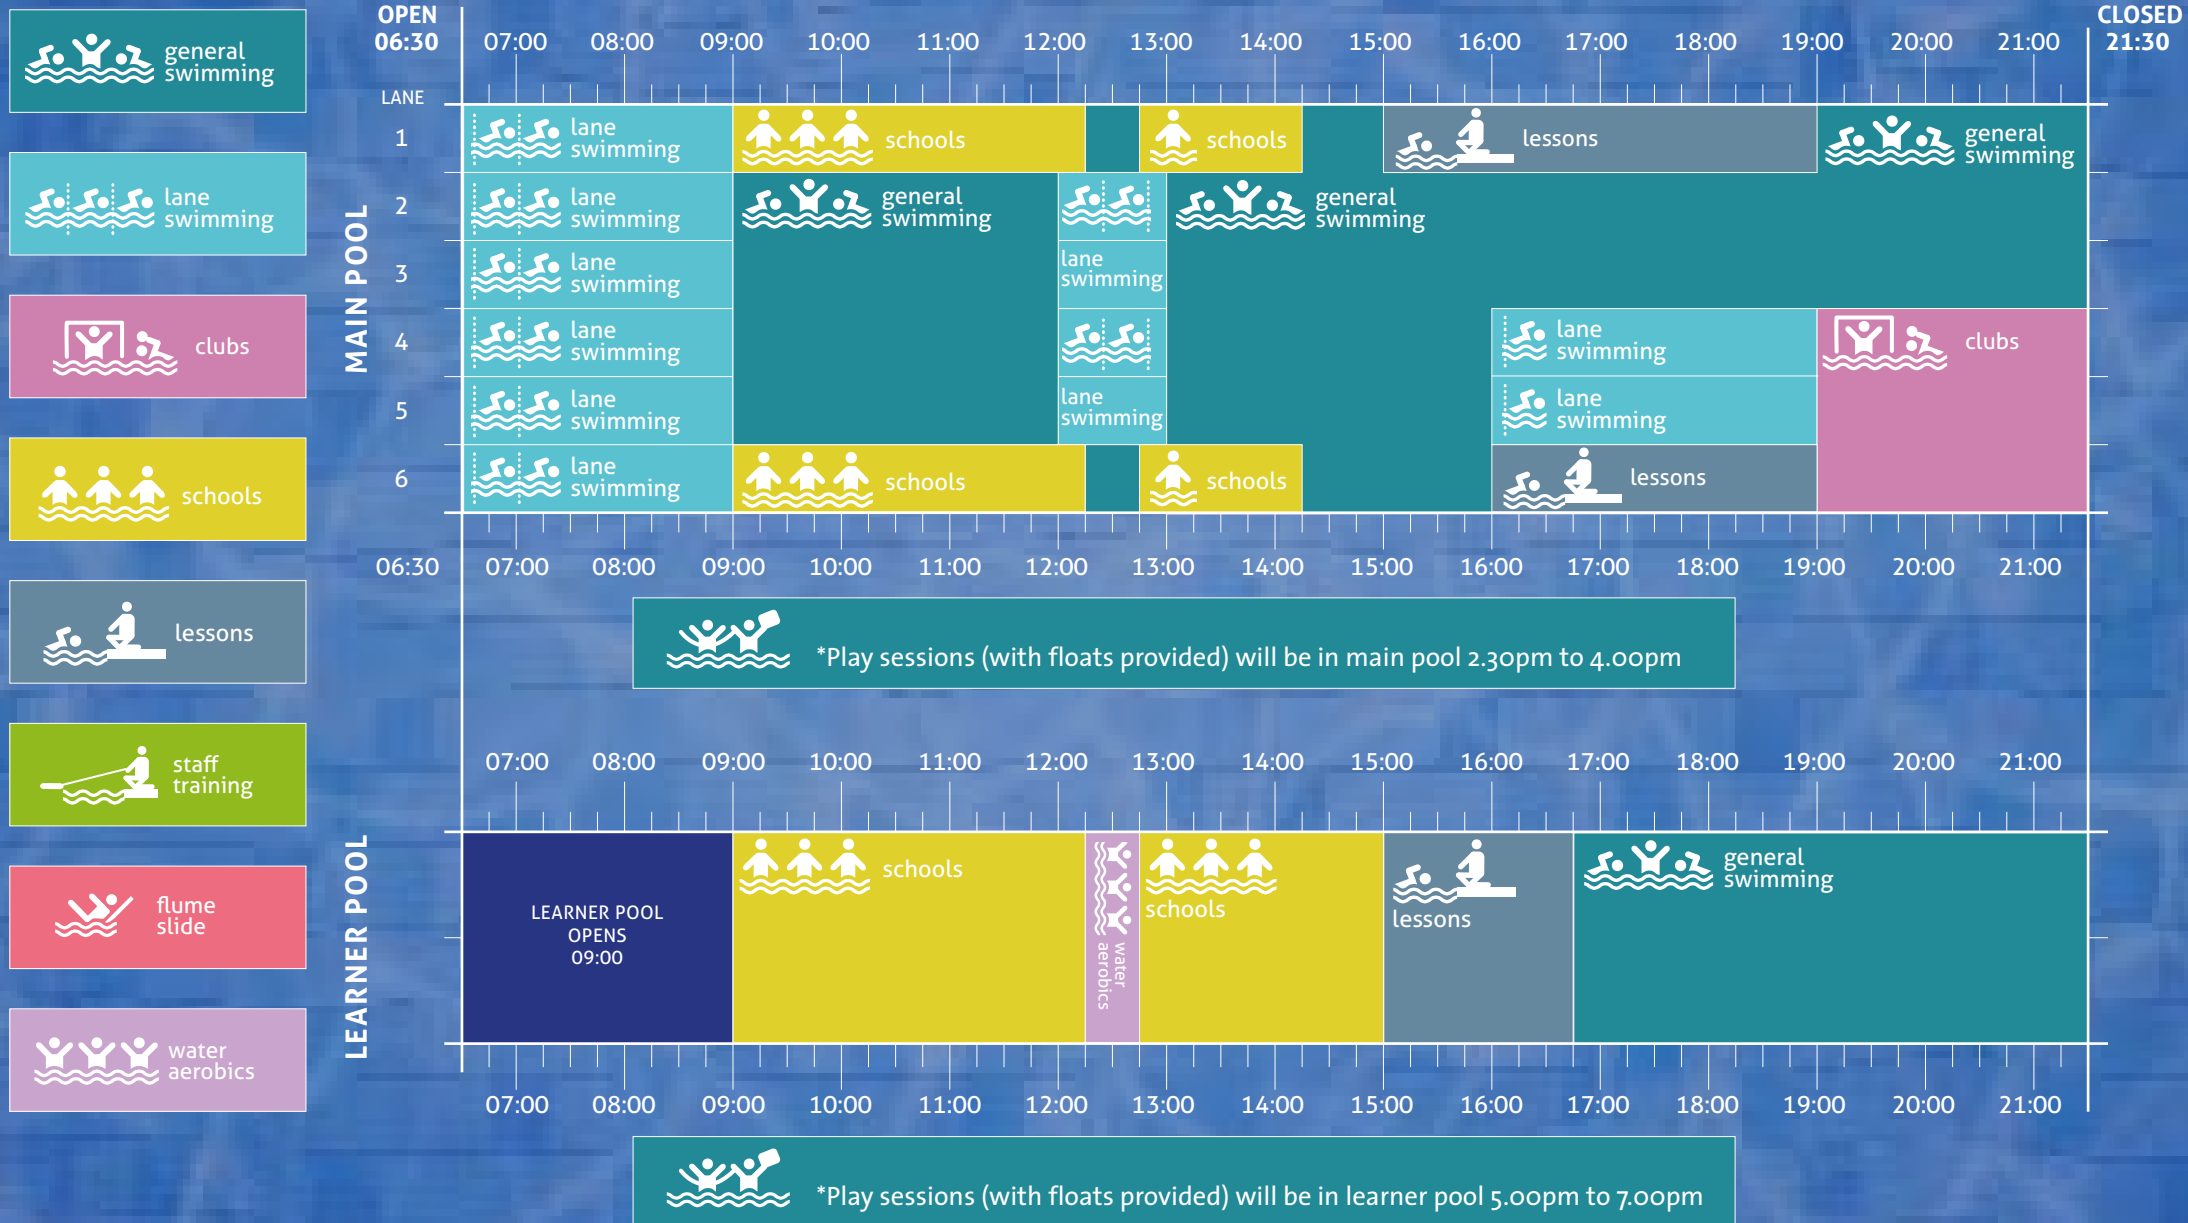 general
swimming
lane
swimming
clubs
schools
lessons
staff
training
flume
slide
water
aerobics
OPEN
06:30
07:00 08:00 09:00 10:00 11:00 12:00 13:00 14:00 15:00 16:00 17:00 18:00 19:00 20:00 21:00
CLOSED
21:30
MAIN POOL
LANE
1
lane
swimming
schools
schools
lessons
general
swimming
2
lane
swimming
general
swimming
general
swimming
3
lane
swimming
lane
swimming
4
lane
swimming
lane
swimming
clubs
5
lane
swimming
lane
swimming
lane
swimming
6
lane
swimming
schools
schools
lessons
06:30 07:00 08:00 09:00 10:00 11:00 12:00 13:00 14:00 15:00 16:00 17:00 18:00 19:00 20:00 21:00
*Play sessions (with floats provided) will be in main pool 2.30pm to 4.00pm
07:00 08:00 09:00 10:00 11:00 12:00 13:00 14:00 15:00 16:00 17:00 18:00 19:00 20:00 21:00
LEARNER POOL
LEARNER POOL
OPENS
09:00
schools
water
aerobics
schools
lessons
general
swimming
07:00 08:00 09:00 10:00 11:00 12:00 13:00 14:00 15:00 16:00 17:00 18:00 19:00 20:00 21:00
*Play sessions (with floats provided) will be in learner pool 5.00pm to 7.00pm